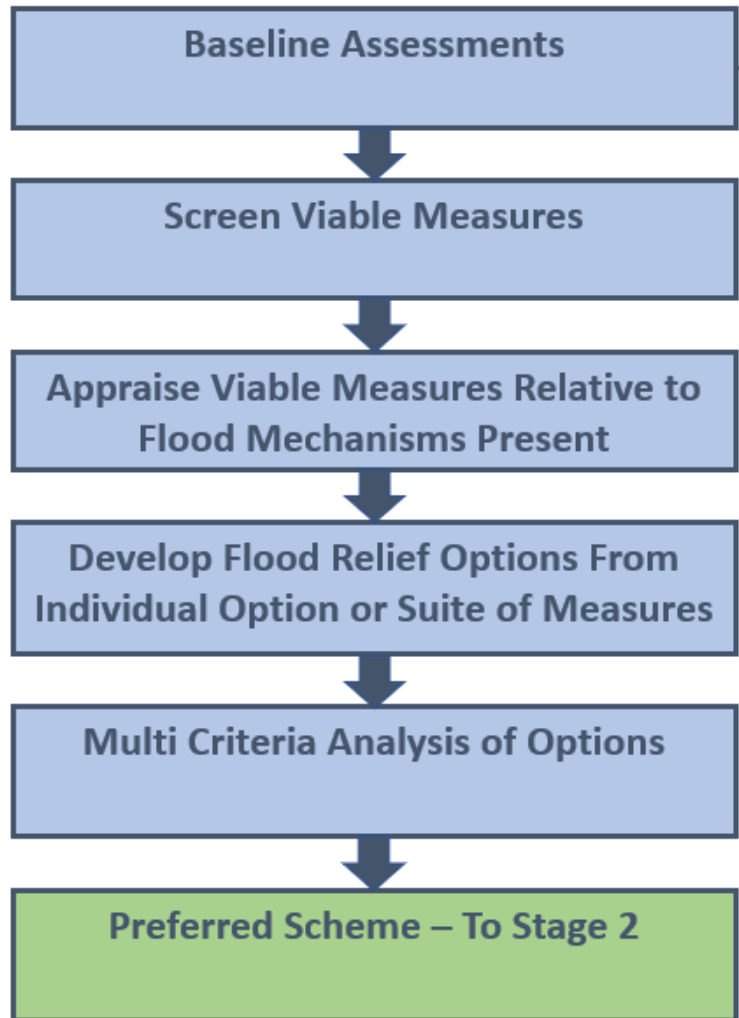 Baseline Assessments
Screen Viable Measures
Appraise Viable Measures Relative to
Flood Mechanisms Present
Develop Flood Relief Options From
Individual Option or Suite of Measures
Multi Criteria Analysis of Options
Preferred Scheme – To Stage 2